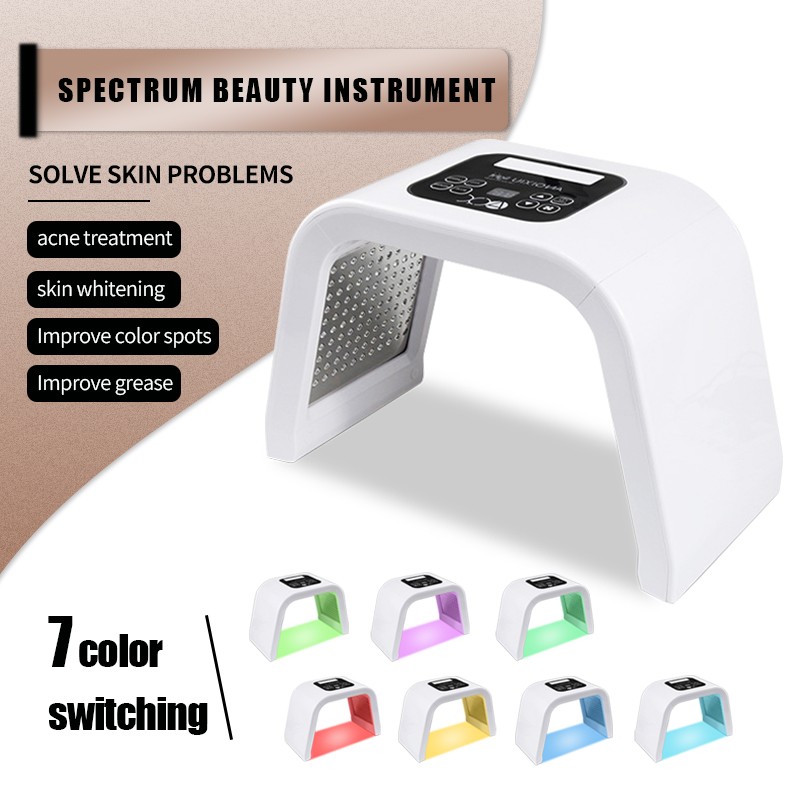 SPECTRUM BEAUTY INSTRUMENT
SOLVE SKIN PROBLEMS
acne treatment
skin whitening
Improve color spots
Improve grease
7 color
switching